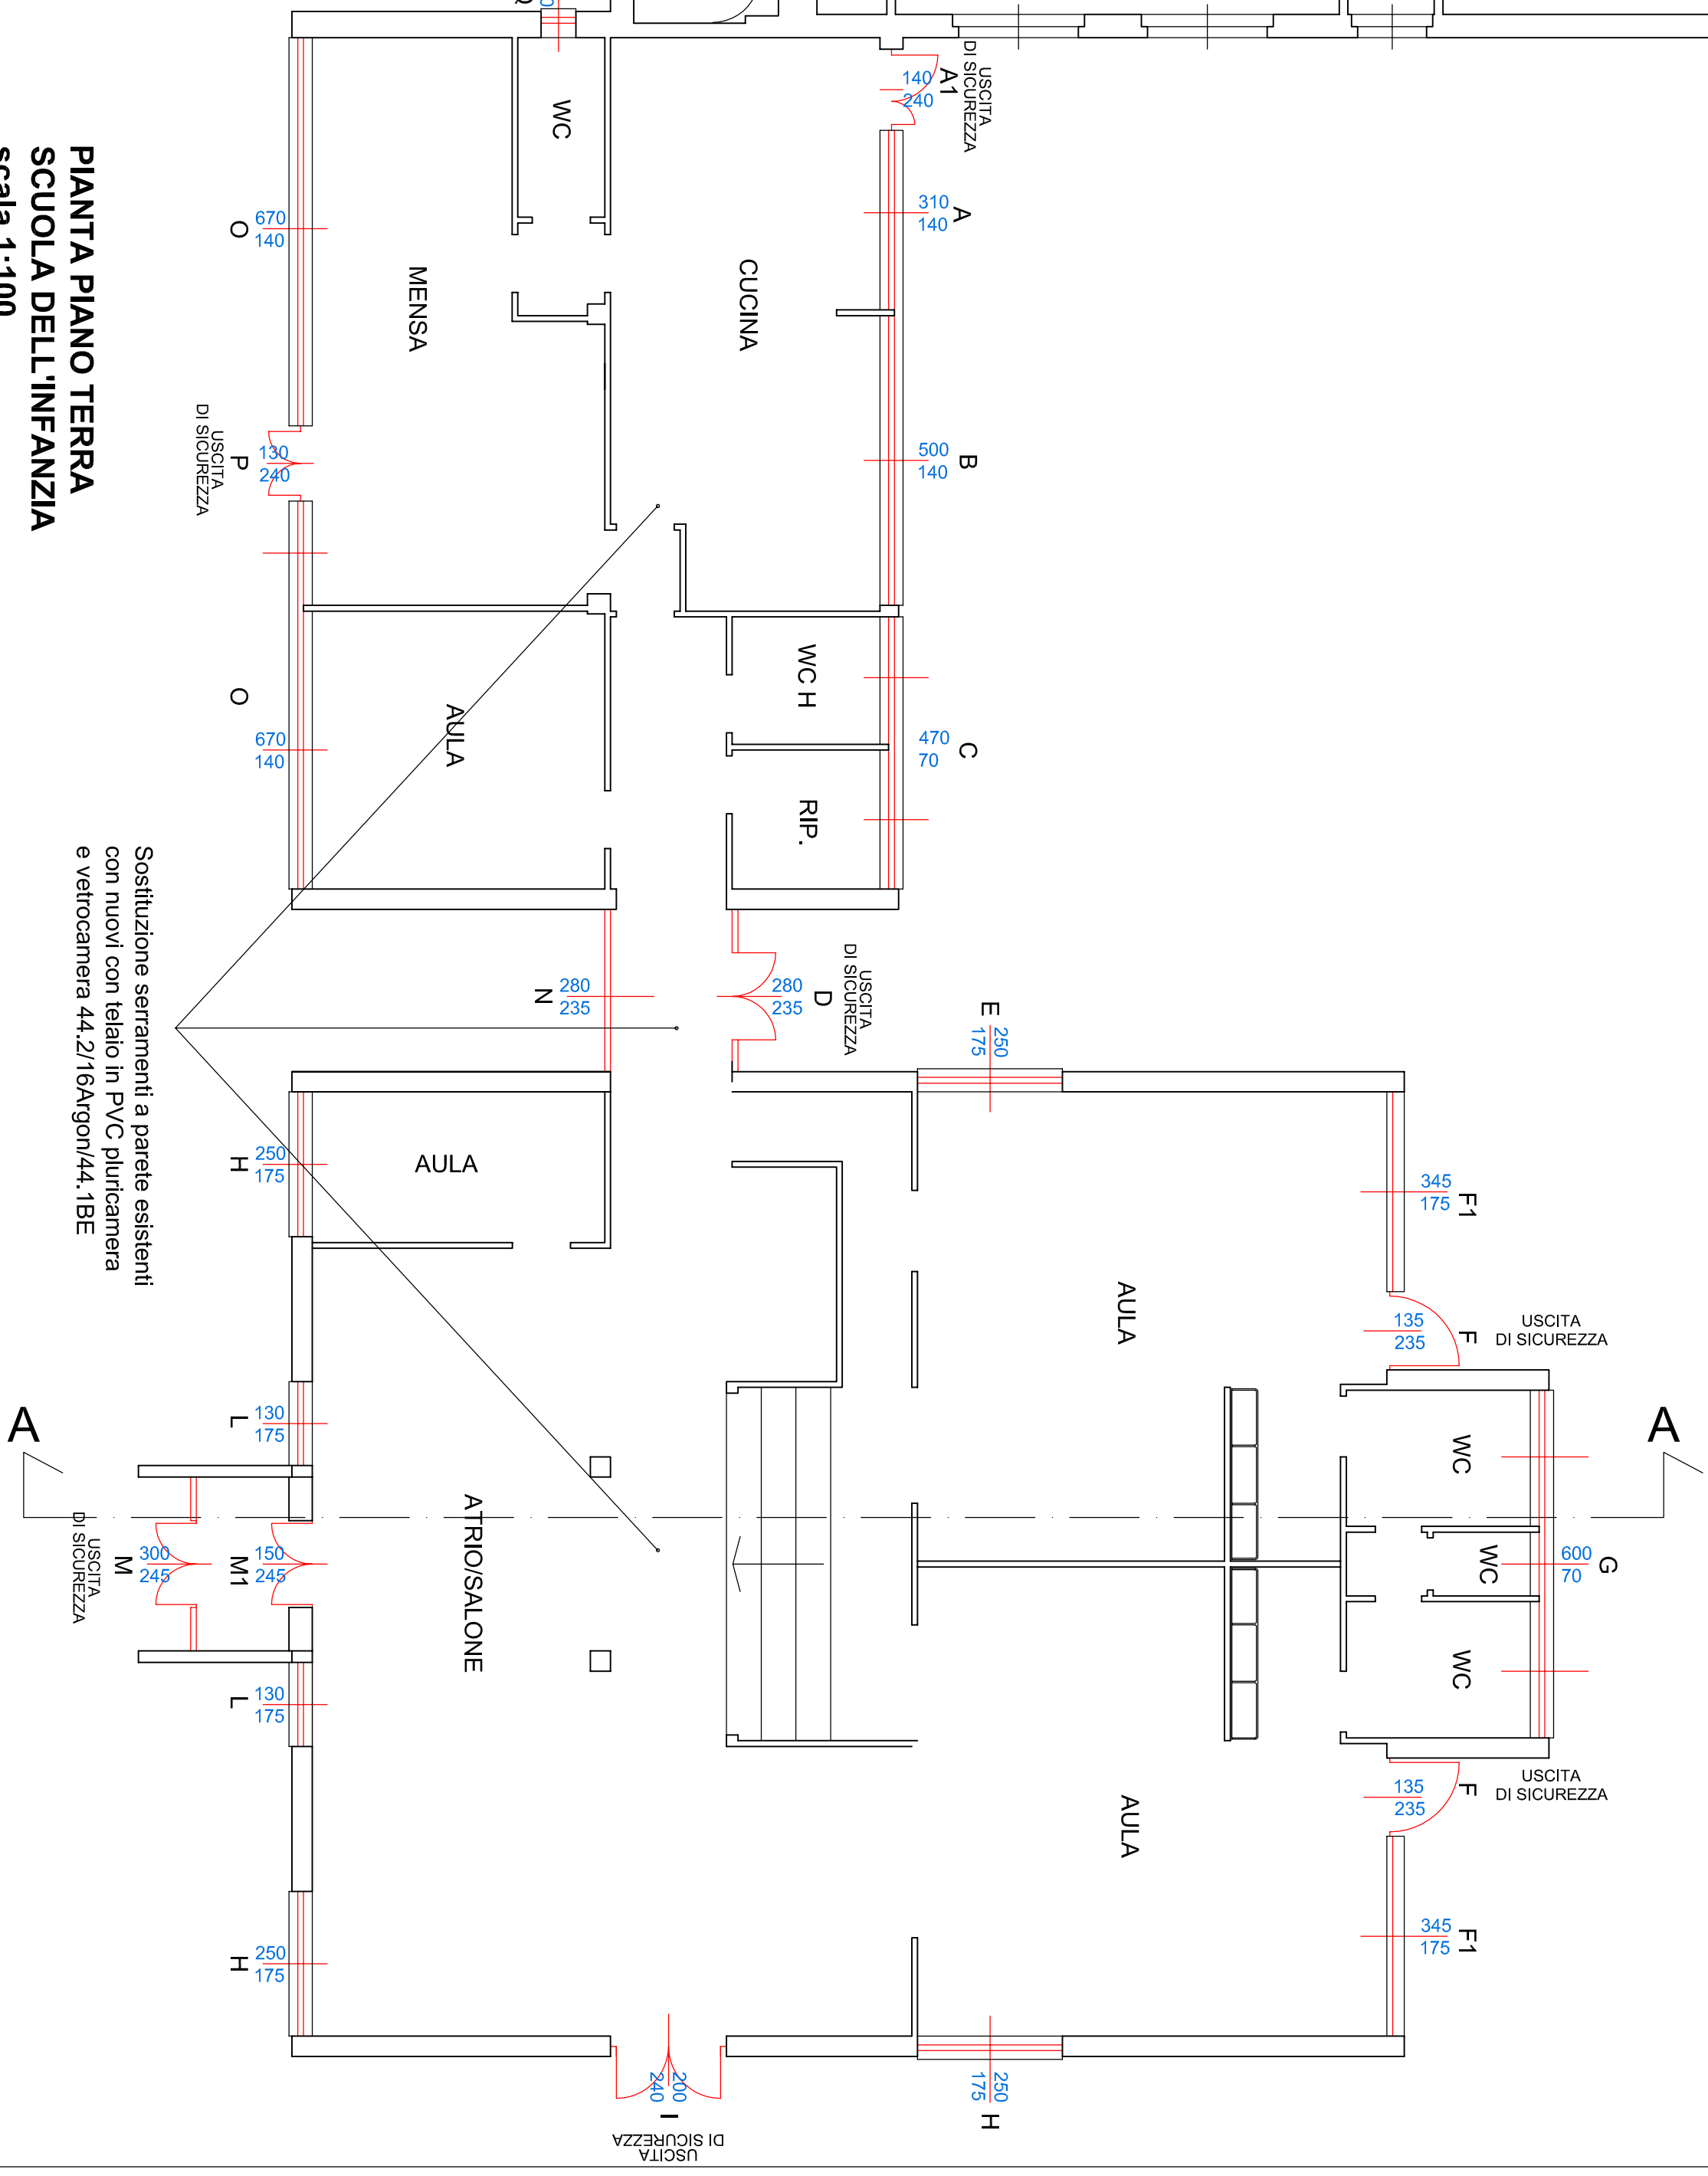 PIANTA PIANO TERRA
SCUOLA DELL'INFANZIA
scala 1:100
Q
USCITA
DI SICUREZZA
A1
140
240
WC
A
310
140
O
670
140
MENSA
CUCINA
B
500
140
USCITA
DI SICUREZZA
P
130
240
WC H
O
670
140
AULA
C
470
70
RIP.
Sostituzione serramenti a parete esistenti
con nuovi con telaio in PVC pluricamera
e vetrocamera 44.2/16Argon/44.1BE
N
280
235
D
280
235
USCITA
DI SICUREZZA
E
250
175
H
250
175
AULA
F1
345
175
AULA
F
135
235
USCITA
DI SICUREZZA
A
L
130
175
WC
A
ATRIO/SALONE
USCITA
DI SICUREZZA
M
300
245
M1
150
245
WC
G
600
70
L
130
175
WC
F
135
235
USCITA
DI SICUREZZA
AULA
H
250
175
F1
345
175
I
200
240
USCITA
DI SICUREZZA
H
250
175